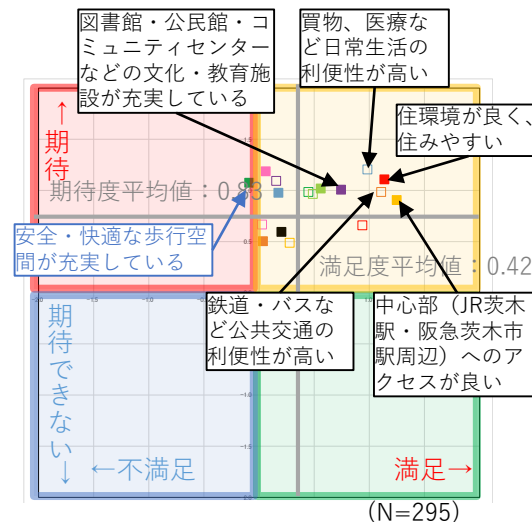 図書館・公民館・コ
ミュニティセンター
などの文化・教育施
設が充実している
買物、医療な
ど日常生活の
利便性が高い
住環境が良く、
住みやすい
↑期待
期待度平均値：0.83
安全・快適な歩行空
間が充実している
満足度平均値：0.42
鉄道・バスな
ど公共交通の
利便性が高い
中心部（JR茨木
駅・阪急茨木市
駅周辺）へのア
クセスが良い
期待できない↓
←不満足
満足→
(N=295)